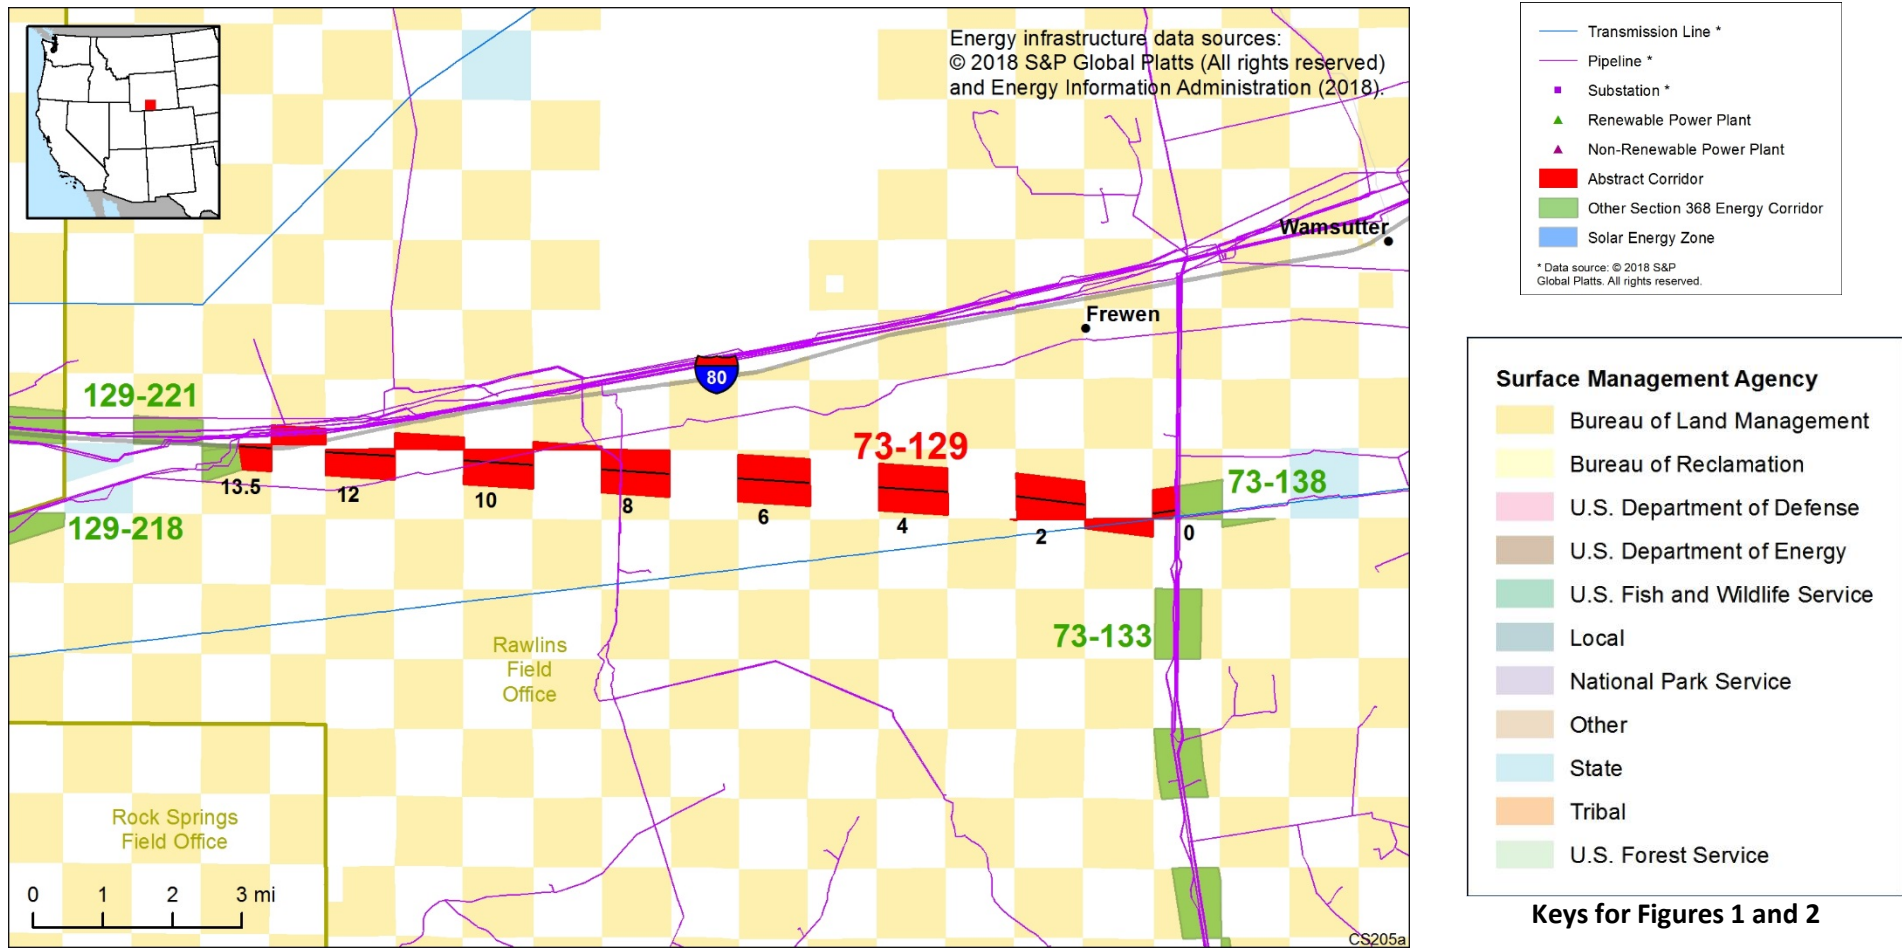 Energy infrastructure data sources:
© 2018 S&P Global Platts (All rights reserved)
and Energy Information Administration (2018).
Wamsutter
Frewen
80
129-221
73-129
73-138
13.5
12
10
8
6
4
2
0
129-218
73-133
Rawlins
Field
Office
Rock Springs
Field Office
0 1 2 3 mi
CS205a
Transmission Line *
Pipeline *
Substation *
Renewable Power Plant
Non-Renewable Power Plant
Abstract Corridor
Other Section 368 Energy Corridor
Solar Energy Zone
* Data source: © 2018 S&P
Global Platts. All rights reserved.
Surface Management Agency
Bureau of Land Management
Bureau of Reclamation
U.S. Department of Defense
U.S. Department of Energy
U.S. Fish and Wildlife Service
Local
National Park Service
Other
State
Tribal
U.S. Forest Service
Keys for Figures 1 and 2